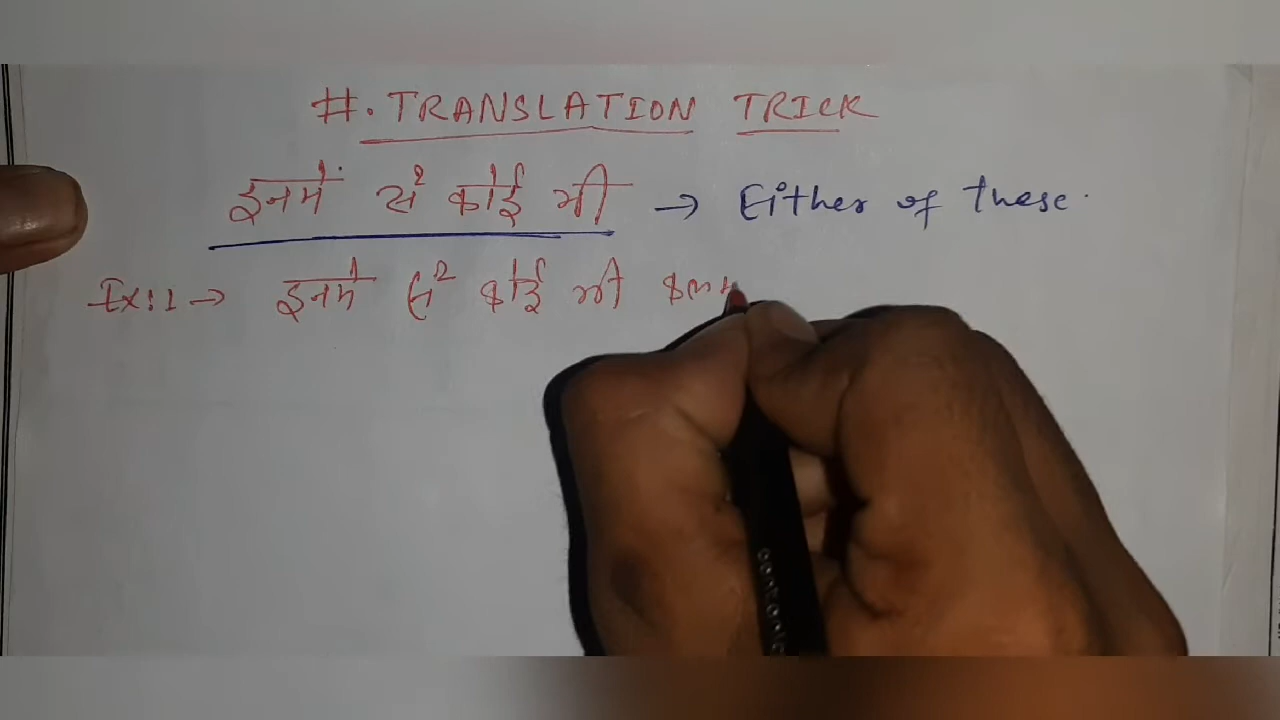 #. TRANSLATION TRICK
इनमें से कोई भी → Either of these.
Ex:1 → इनमें से कोई भी